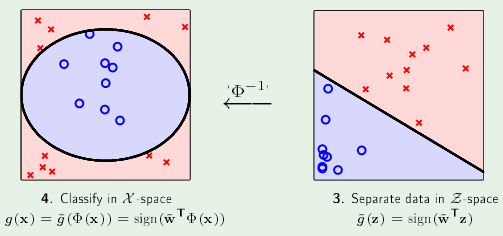 ‘Φ⁻¹’
4. Classify in 𝒳-space
g(x) = g̃(Φ(x)) = sign(w̃ᵀΦ(x))
3. Separate data in 𝒵-space
g̃(z) = sign(w̃ᵀz)